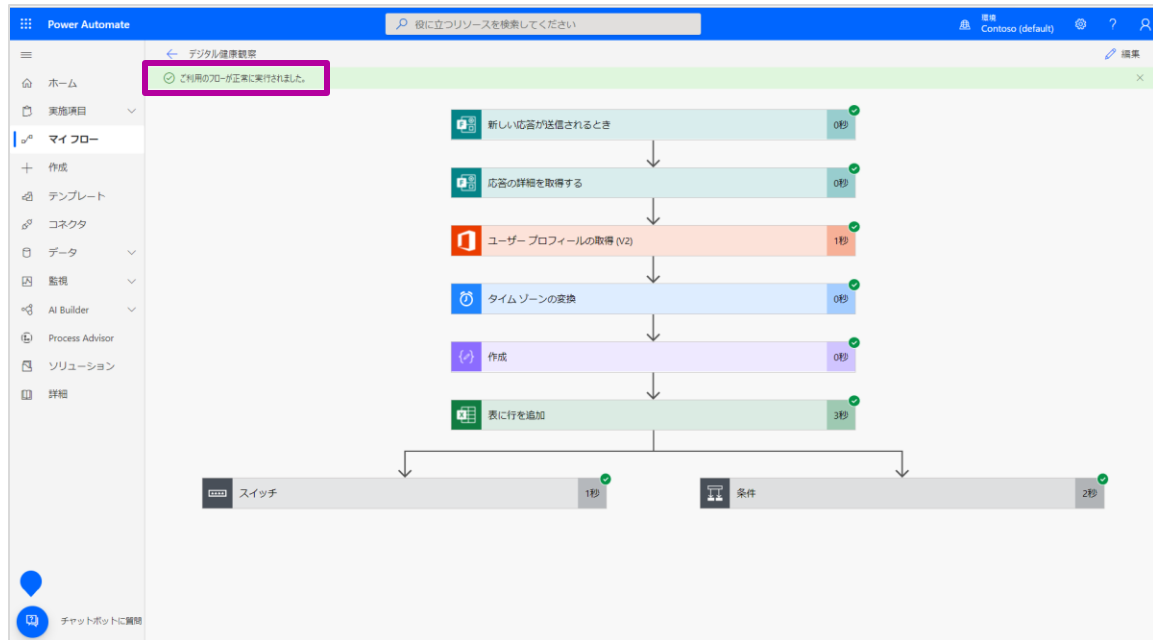 Power Automate
役に立つリソースを検索してください
環境
Contoso (default)
?
デジタル健康観察
編集
ご利用のフローが正常に実行されました。
ホーム
実施項目
マイ フロー
作成
テンプレート
コネクタ
データ
監視
AI Builder
Process Advisor
ソリューション
詳細
チャットボットに質問
新しい応答が送信されるとき
0秒
応答の詳細を取得する
0秒
ユーザー プロフィールの取得 (V2)
1秒
タイム ゾーンの変換
0秒
作成
0秒
表に行を追加
3秒
スイッチ
1秒
条件
2秒